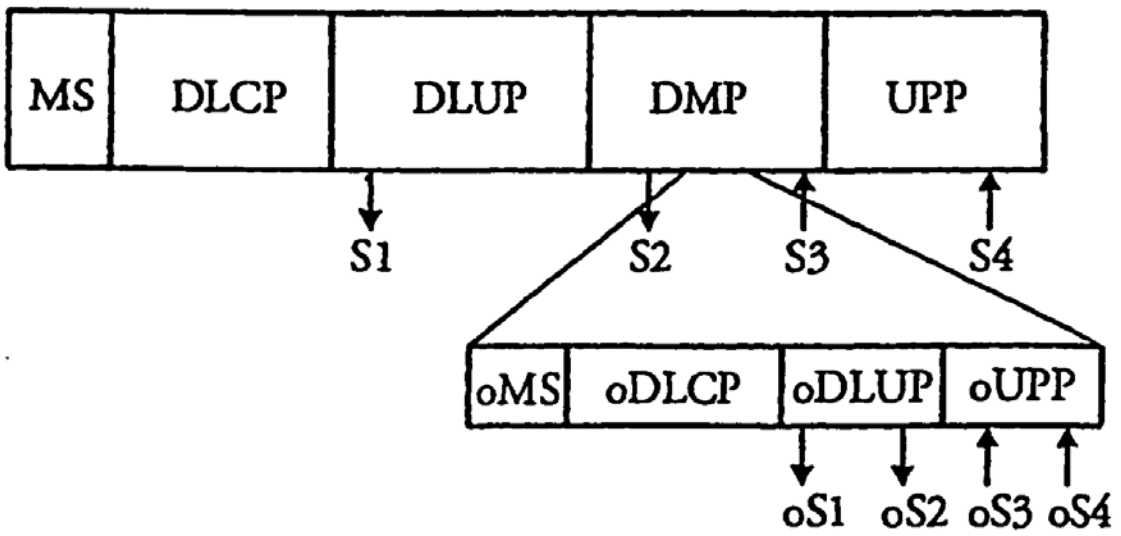 MS DLCP DLUP DMP UPP
S1 S2 S3 S4
oMS oDLCP oDLUP oUPP
oS1 oS2 oS3 oS4